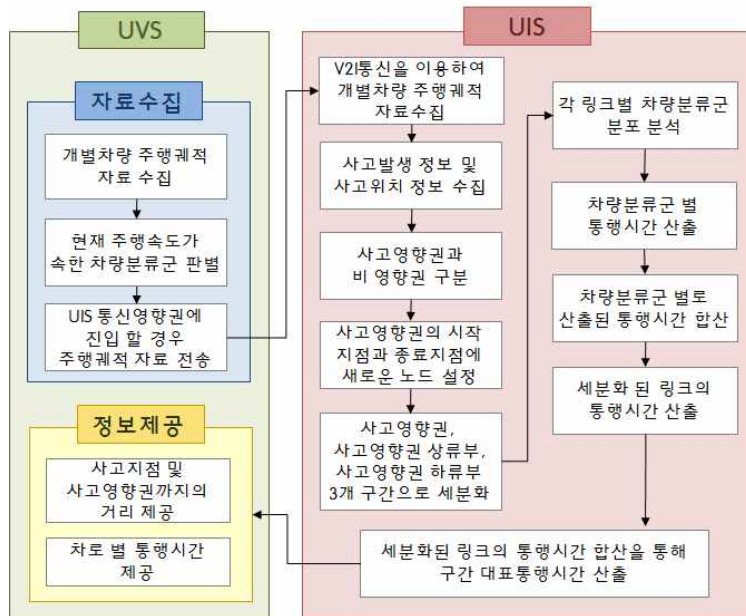 UVS
자료수집
개별차량 주행궤적
자료 수집
현재 주행속도가
속한 차량분류군 판별
UIS 통신영향권에
진입 할 경우
주행궤적 자료 전송
정보제공
사고지점 및
사고영향권까지의
거리 제공
차로 별 통행시간
제공
UIS
V2I통신을 이용하여
개별차량 주행궤적
자료수집
사고발생 정보 및
사고위치 정보 수집
사고영향권과
비 영향권 구분
사고영향권의 시작
지점과 종료지점에
새로운 노드 설정
사고영향권,
사고영향권 상류부,
사고영향권 하류부
3개 구간으로 세분화
각 링크별 차량분류군
분포 분석
차량분류군 별
통행시간 산출
차량분류군 별로
산출된 통행시간 합산
세분화 된 링크의
통행시간 산출
세분화된 링크의 통행시간 합산을 통해
구간 대표통행시간 산출